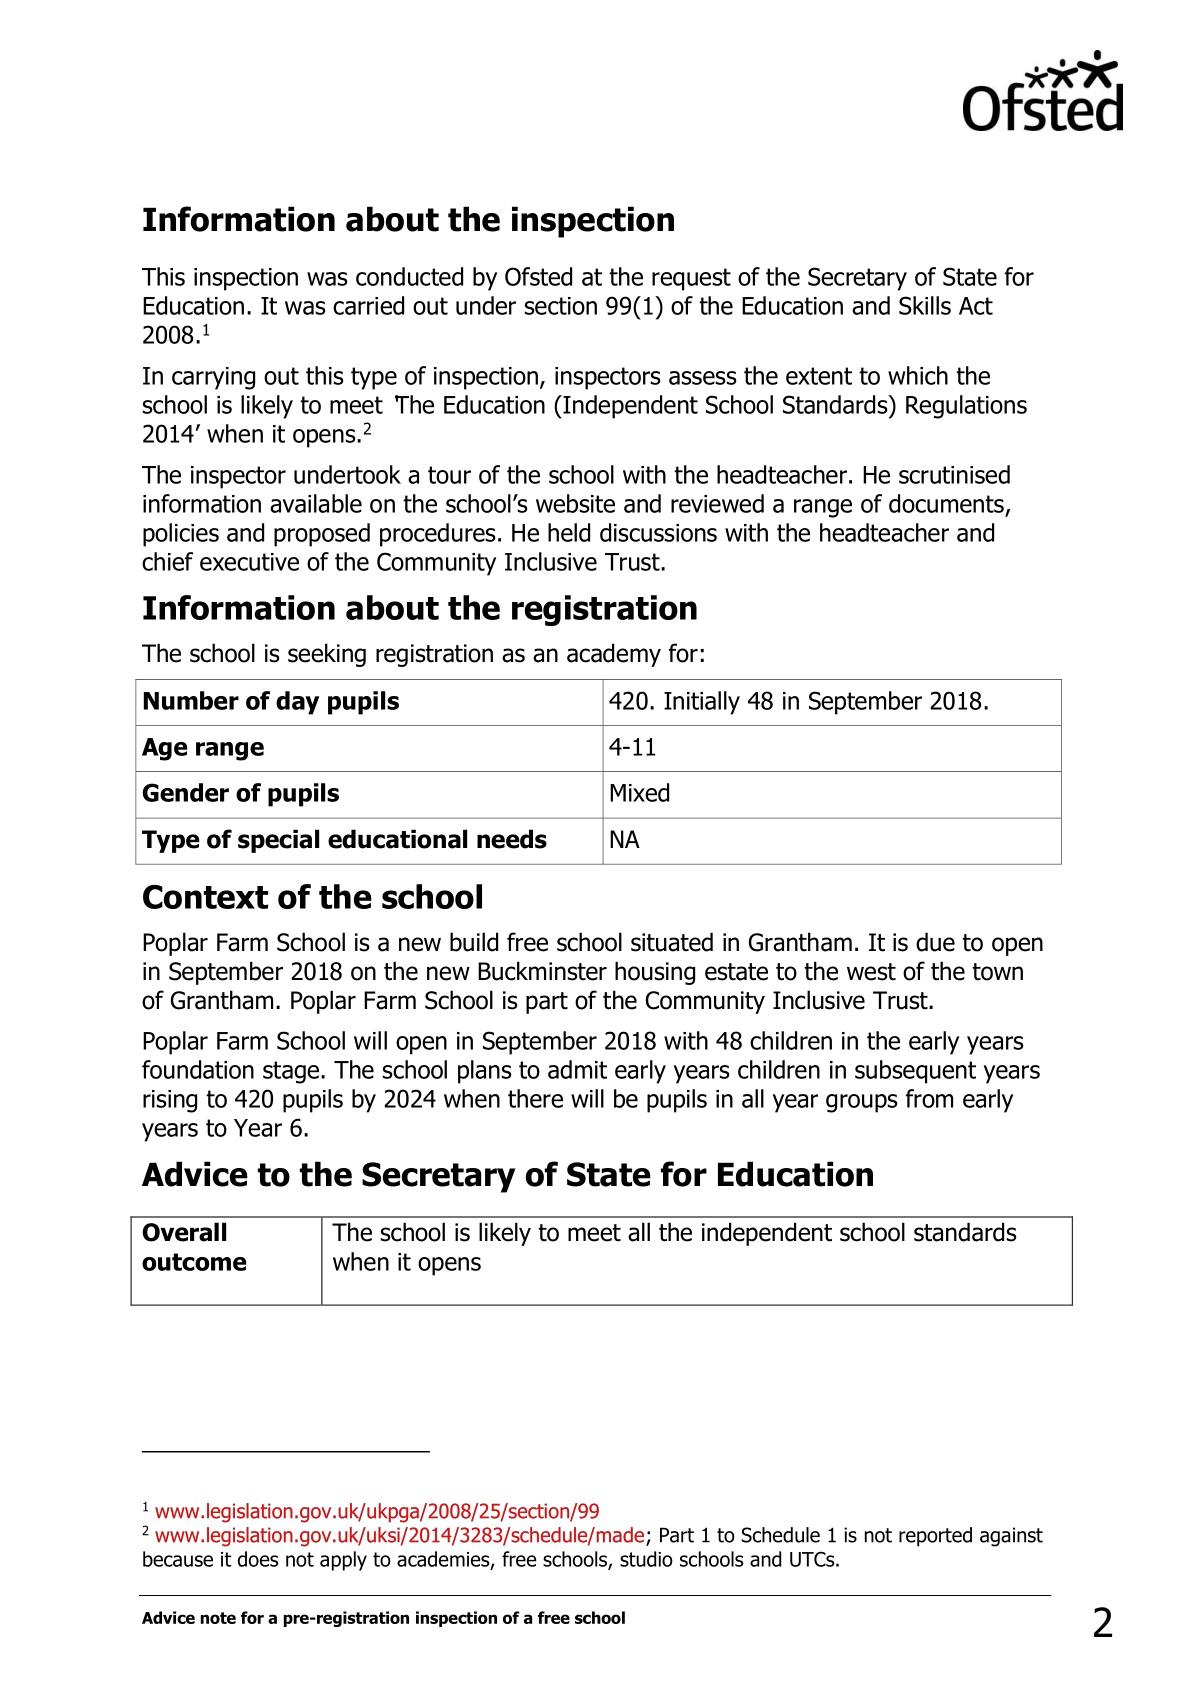 Ofsted
Information about the inspection
This inspection was conducted by Ofsted at the request of the Secretary of State for
Education. It was carried out under section 99(1) of the Education and Skills Act
2008.¹
In carrying out this type of inspection, inspectors assess the extent to which the
school is likely to meet ‘The Education (Independent School Standards) Regulations
2014’ when it opens.²
The inspector undertook a tour of the school with the headteacher. He scrutinised
information available on the school’s website and reviewed a range of documents,
policies and proposed procedures. He held discussions with the headteacher and
chief executive of the Community Inclusive Trust.
Information about the registration
The school is seeking registration as an academy for:
Number of day pupils 420. Initially 48 in September 2018.
Age range 4-11
Gender of pupils Mixed
Type of special educational needs NA
Context of the school
Poplar Farm School is a new build free school situated in Grantham. It is due to open
in September 2018 on the new Buckminster housing estate to the west of the town
of Grantham. Poplar Farm School is part of the Community Inclusive Trust.
Poplar Farm School will open in September 2018 with 48 children in the early years
foundation stage. The school plans to admit early years children in subsequent years
rising to 420 pupils by 2024 when there will be pupils in all year groups from early
years to Year 6.
Advice to the Secretary of State for Education
Overall The school is likely to meet all the independent school standards
outcome when it opens
¹ www.legislation.gov.uk/ukpga/2008/25/section/99
² www.legislation.gov.uk/uksi/2014/3283/schedule/made; Part 1 to Schedule 1 is not reported against
because it does not apply to academies, free schools, studio schools and UTCs.
Advice note for a pre-registration inspection of a free school 2